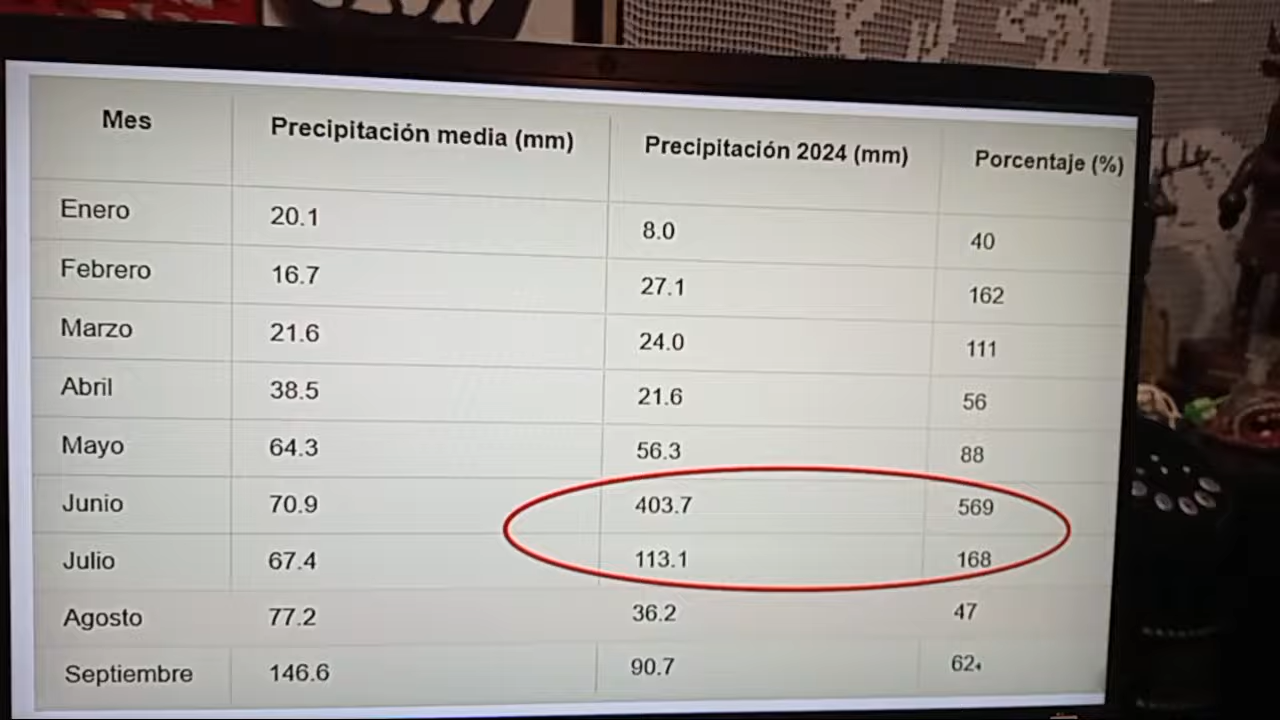 Mes Precipitación media (mm) Precipitación 2024 (mm) Porcentaje (%)
Enero 20.1 8.0 40
Febrero 16.7 27.1 162
Marzo 21.6 24.0 111
Abril 38.5 21.6 56
Mayo 64.3 56.3 88
Junio 70.9 403.7 569
Julio 67.4 113.1 168
Agosto 77.2 36.2 47
Septiembre 146.6 90.7 62